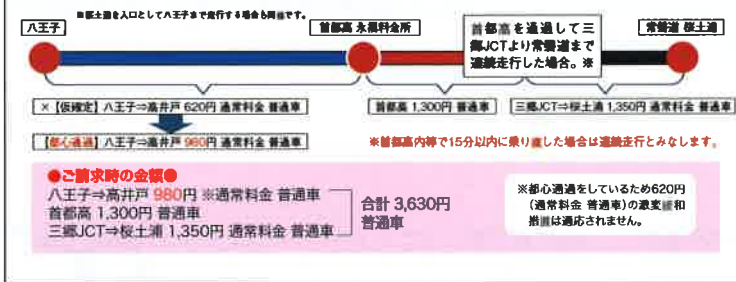 ※桜土浦を入口として八王子まで走行する場合も同様です。
八王子
首都高 永福料金所
首都高を通過して三
郷JCTより常磐道まで
連続走行した場合。※
常磐道 桜土浦
×【仮確定】八王子⇒高井戸 620円 通常料金 普通車
首都高 1,300円 普通車
三郷JCT⇒桜土浦 1,350円 通常料金 普通車
【都心通過】八王子⇒高井戸 980円 通常料金 普通車
※首都高内等で15分以内に乗り直した場合は連続走行とみなします。
●ご請求時の金額●
八王子⇒高井戸 980円 ※通常料金 普通車
首都高 1,300円 普通車
三郷JCT⇒桜土浦 1,350円 通常料金 普通車
合計 3,630円
普通車
※都心通過をしているため620円
(通常料金 普通車)の激変緩和
措置は適応されません。